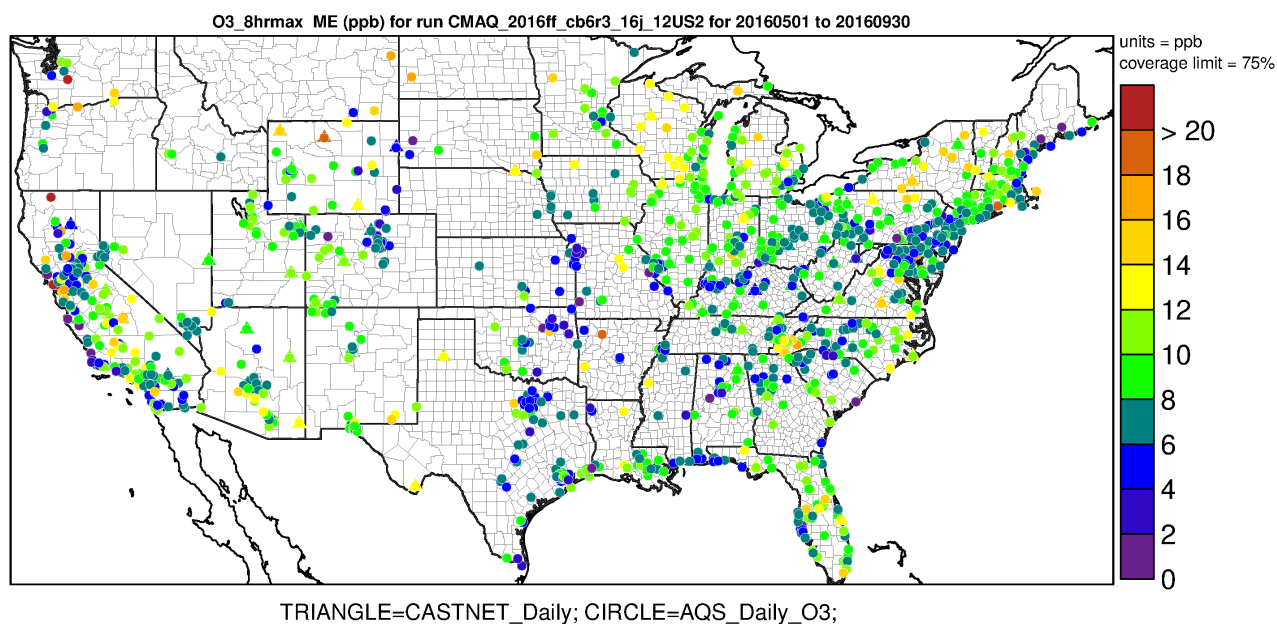 O3_8hrmax ME (ppb) for run CMAQ_2016ff_cb6r3_16j_12US2 for 20160501 to 20160930
units = ppb
coverage limit = 75%
> 20
18
16
14
12
10
8
6
4
2
0
TRIANGLE=CASTNET_Daily; CIRCLE=AQS_Daily_O3;